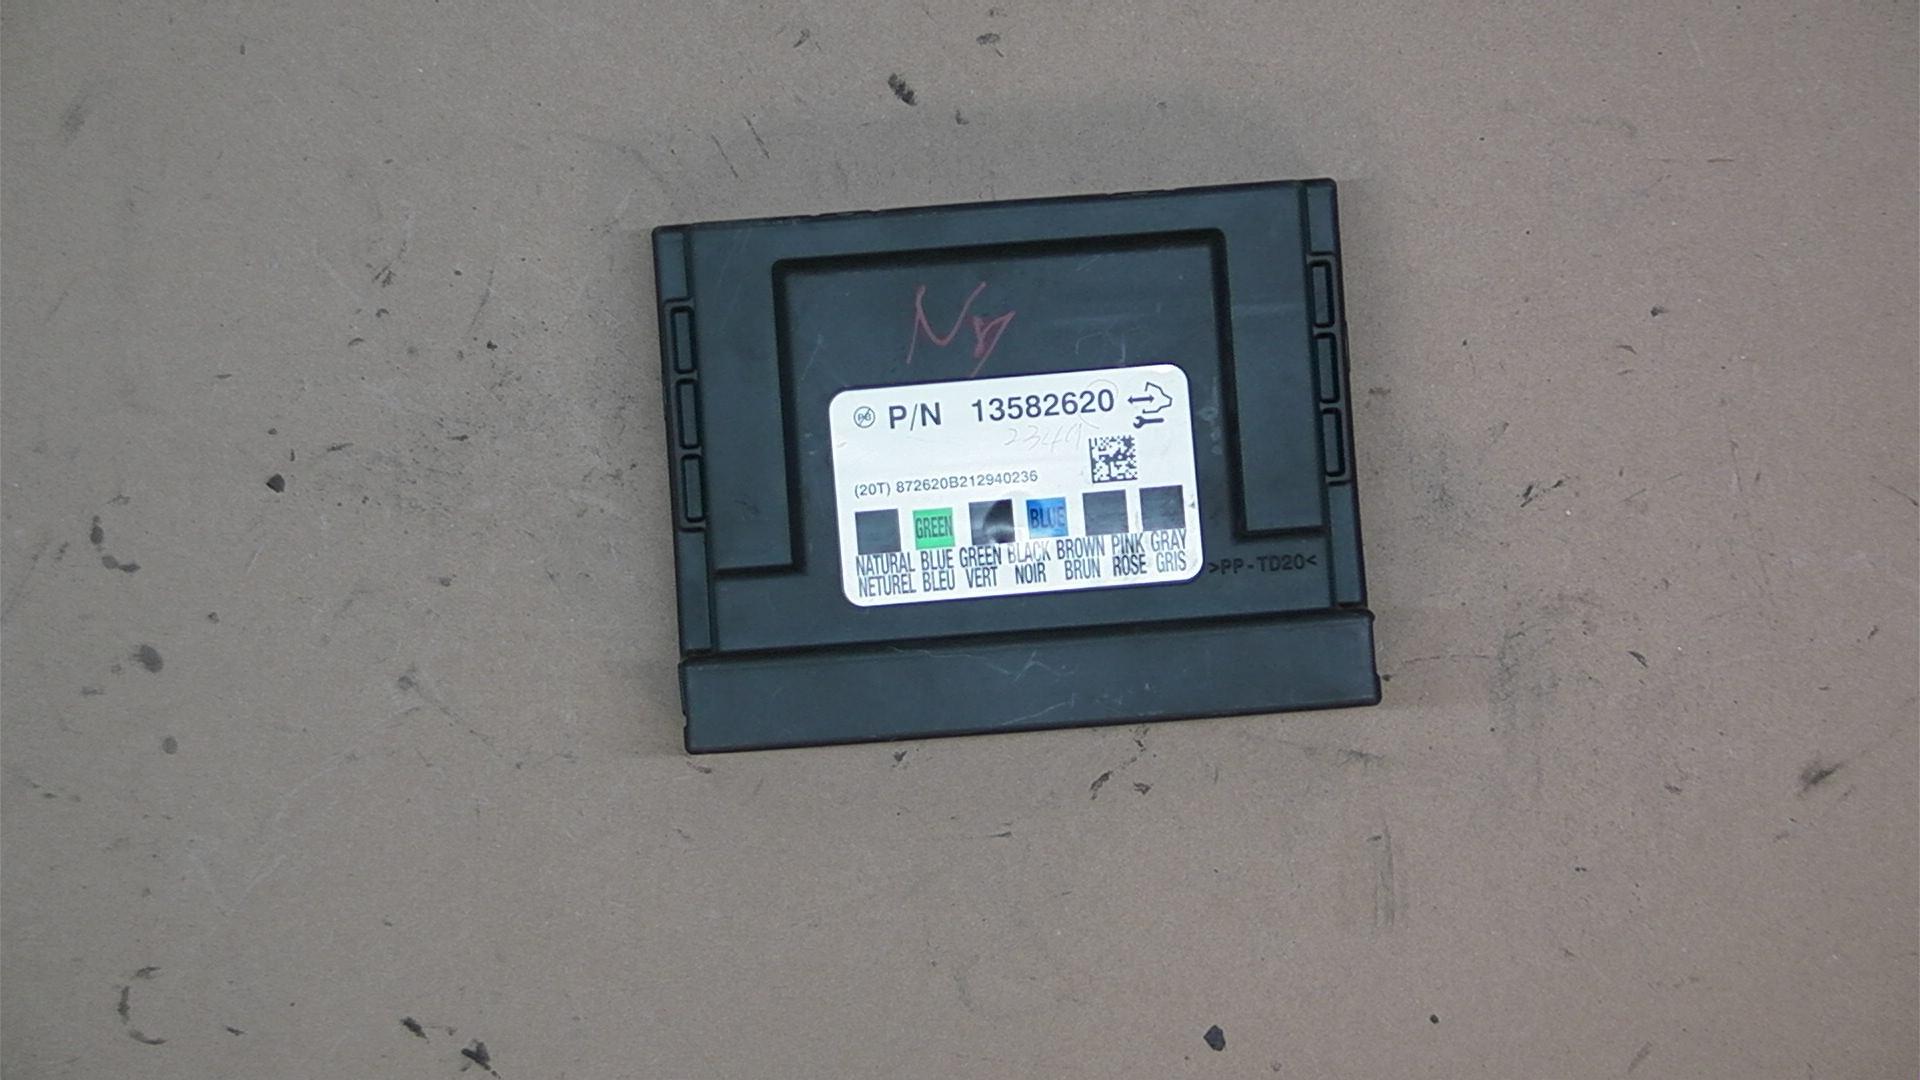 P/N 13582620
(20T) 872620B212940236
GREEN BLUE
NATURAL BLUE GREEN BLACK BROWN PINK GRAY
NETUREL BLEU VERT NOIR BRUN ROSE GRIS
>PP-TD20<